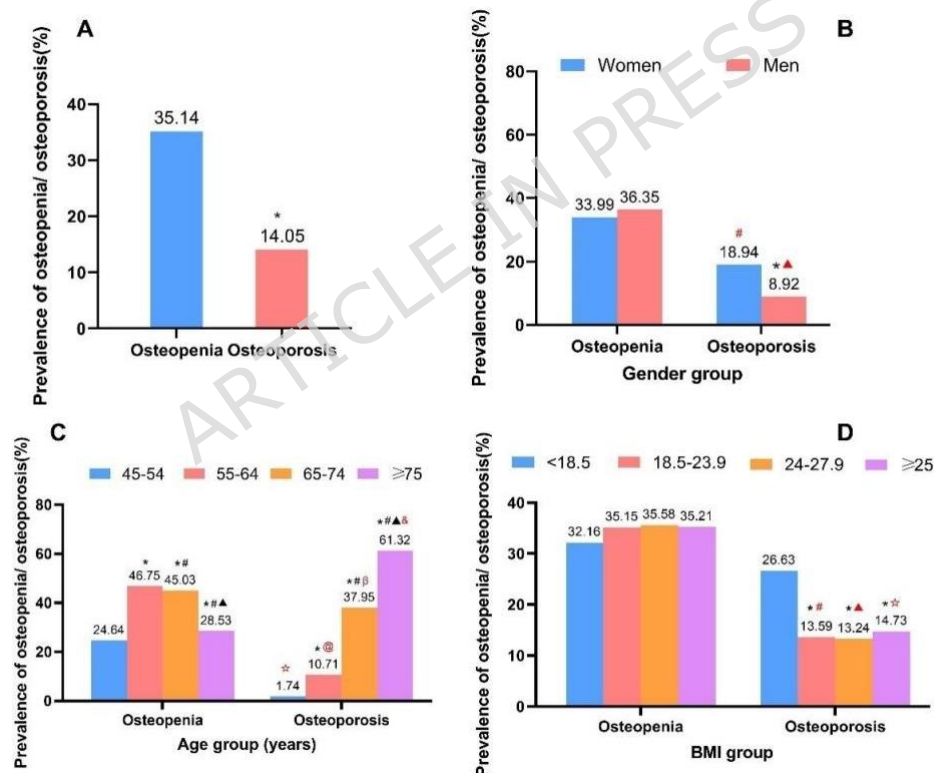 A
Prevalence of osteopenia/ osteoporosis(%)
40
30
20
10
0
35.14
*
14.05
Osteopenia Osteoporosis
B
Prevalence of osteopenia/ osteoporosis(%)
Women Men
80
60
40
20
0
33.99 36.35
#
18.94
*▲
8.92
Osteopenia Osteoporosis
Gender group
ARTICLE IN PRESS
C
Prevalence of osteopenia/ osteoporosis(%)
45-54 55-64 65-74 ⩾75
80
60
40
20
0
24.64
*
46.75
*#
45.03
*#▲
28.53
☆
1.74
*@
10.71
*#β
37.95
*#▲&
61.32
Osteopenia Osteoporosis
Age group (years)
D
Prevalence of osteopenia/ osteoporosis(%)
<18.5 18.5-23.9 24-27.9 ⩾25
40
30
20
10
0
32.16 35.15 35.58 35.21
26.63
*#
13.59
*▲
13.24
*☆
14.73
Osteopenia Osteoporosis
BMI group